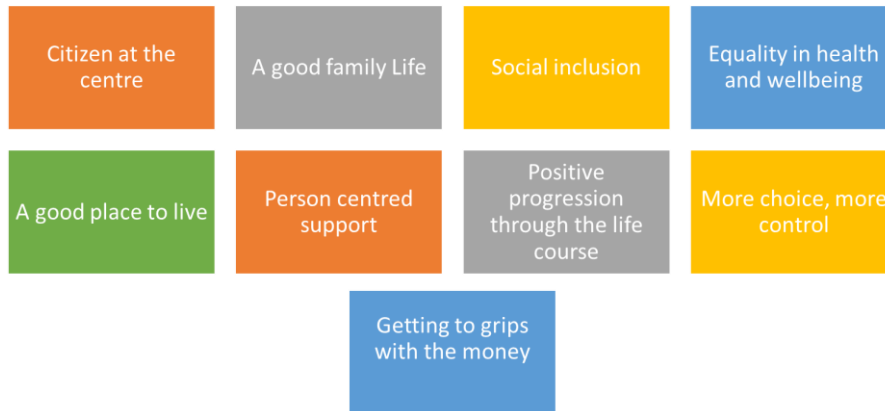 Citizen at the
centre
A good family Life
Social inclusion
Equality in health
and wellbeing
A good place to live
Person centred
support
Positive
progression
through the life
course
More choice, more
control
Getting to grips
with the money